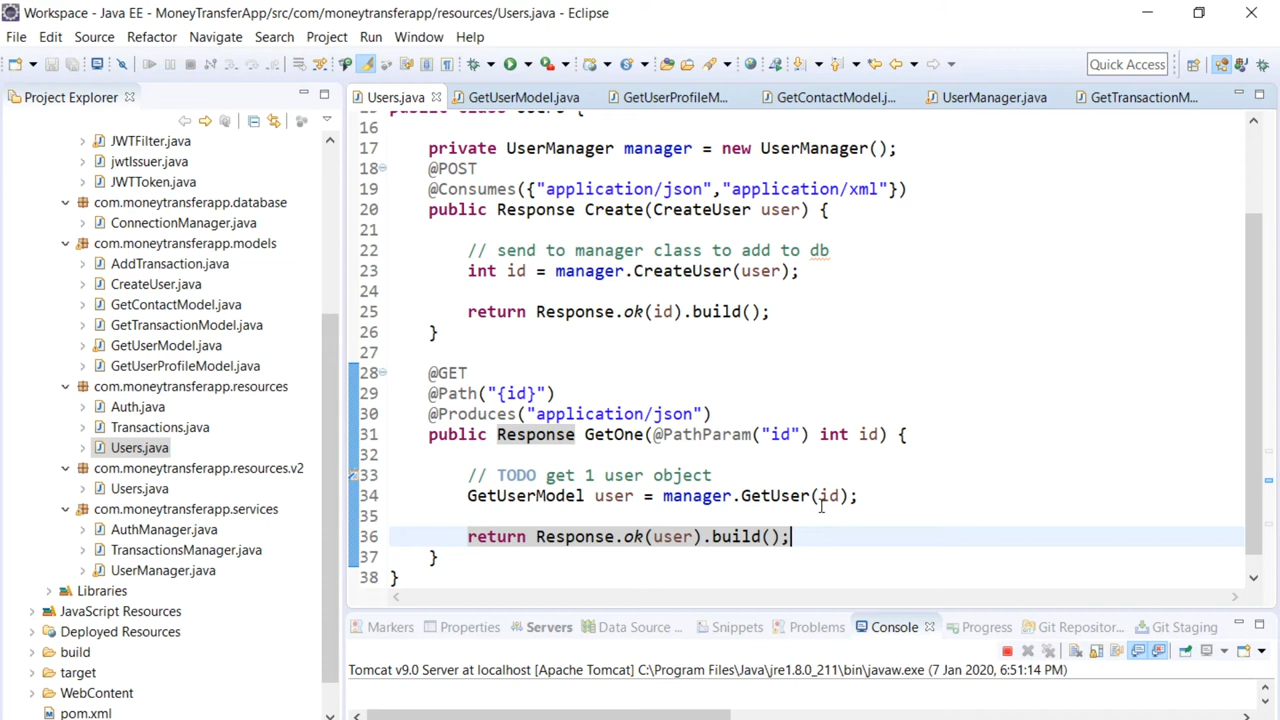 Workspace - Java EE - MoneyTransferApp/src/com/moneytransferapp/resources/Users.java - Eclipse
File Edit Source Refactor Navigate Search Project Run Window Help
Quick Access
Project Explorer
JWTFilter.java
jwtIssuer.java
JWTToken.java
com.moneytransferapp.database
ConnectionManager.java
com.moneytransferapp.models
AddTransaction.java
CreateUser.java
GetContactModel.java
GetTransactionModel.java
GetUserModel.java
GetUserProfileModel.java
com.moneytransferapp.resources
Auth.java
Transactions.java
Users.java
com.moneytransferapp.resources.v2
Users.java
com.moneytransferapp.services
AuthManager.java
TransactionsManager.java
UserManager.java
Libraries
JavaScript Resources
Deployed Resources
build
target
WebContent
pom.xml
Users.java GetUserModel.java GetUserProfileM... GetContactModel.j... UserManager.java GetTransactionM...
16
17 private UserManager manager = new UserManager();
18 @POST
19 @Consumes({"application/json","application/xml"})
20 public Response Create(CreateUser user) {
21
22 // send to manager class to add to db
23 int id = manager.CreateUser(user);
24
25 return Response.ok(id).build();
26 }
27
28 @GET
29 @Path("{id}")
30 @Produces("application/json")
31 public Response GetOne(@PathParam("id") int id) {
32
33 // TODO get 1 user object
34 GetUserModel user = manager.GetUser(id);
35
36 return Response.ok(user).build();
37 }
38 }
Markers Properties Servers Data Source ... Snippets Problems Console Progress Git Repositor... Git Staging
Tomcat v9.0 Server at localhost [Apache Tomcat] C:\Program Files\Java\jre1.8.0_211\bin\javaw.exe (7 Jan 2020, 6:51:14 PM)